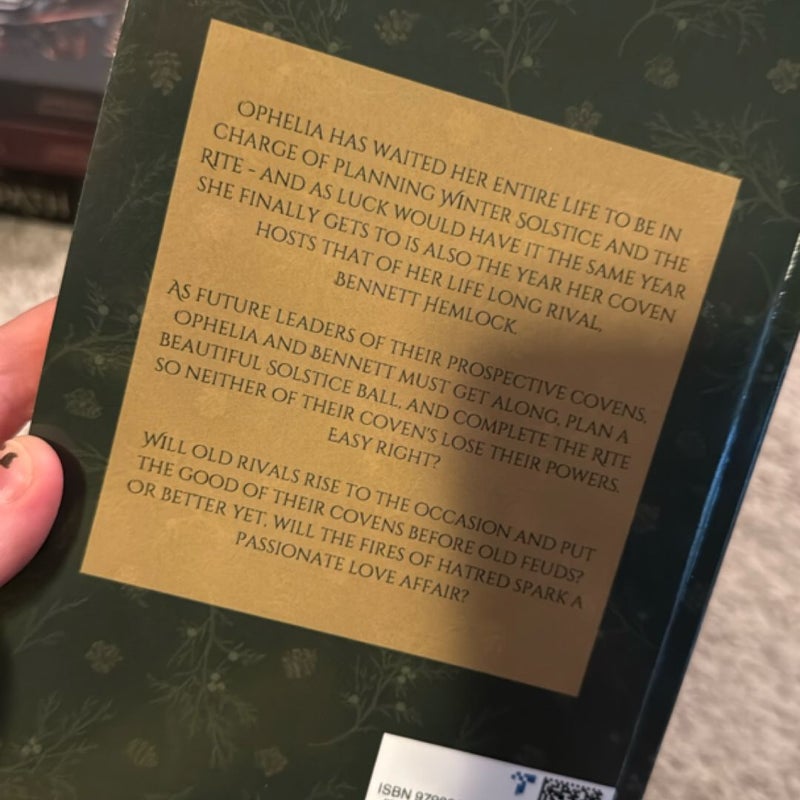 OPHELIA HAS WAITED HER ENTIRE LIFE TO BE IN
CHARGE OF PLANNING WINTER SOLSTICE AND THE
RITE - AND AS LUCK WOULD HAVE IT THE SAME YEAR
SHE FINALLY GETS TO IS ALSO THE YEAR HER COVEN
HOSTS THAT OF HER LIFE LONG RIVAL,
BENNETT HEMLOCK.
AS FUTURE LEADERS OF THEIR PROSPECTIVE COVENS,
OPHELIA AND BENNETT MUST GET ALONG, PLAN A
BEAUTIFUL SOLSTICE BALL, AND COMPLETE THE RITE
SO NEITHER OF THEIR COVEN'S LOSE THEIR POWERS.
EASY RIGHT?
WILL OLD RIVALS RISE TO THE OCCASION AND PUT
THE GOOD OF THEIR COVENS BEFORE OLD FEUDS?
OR BETTER YET, WILL THE FIRES OF HATRED SPARK A
PASSIONATE LOVE AFFAIR?
ISBN